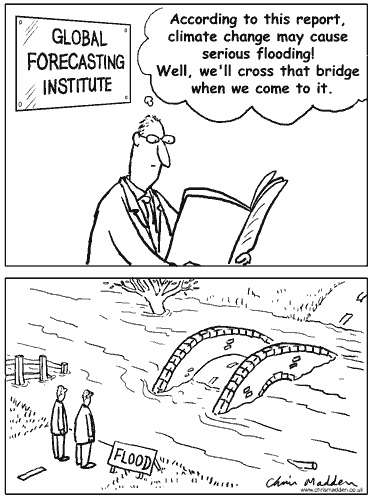 GLOBAL
FORECASTING
INSTITUTE
According to this report,
climate change may cause
serious flooding!
Well, we'll cross that bridge
when we come to it.
FLOOD
Chris Madden
www.chrismadden.co.uk